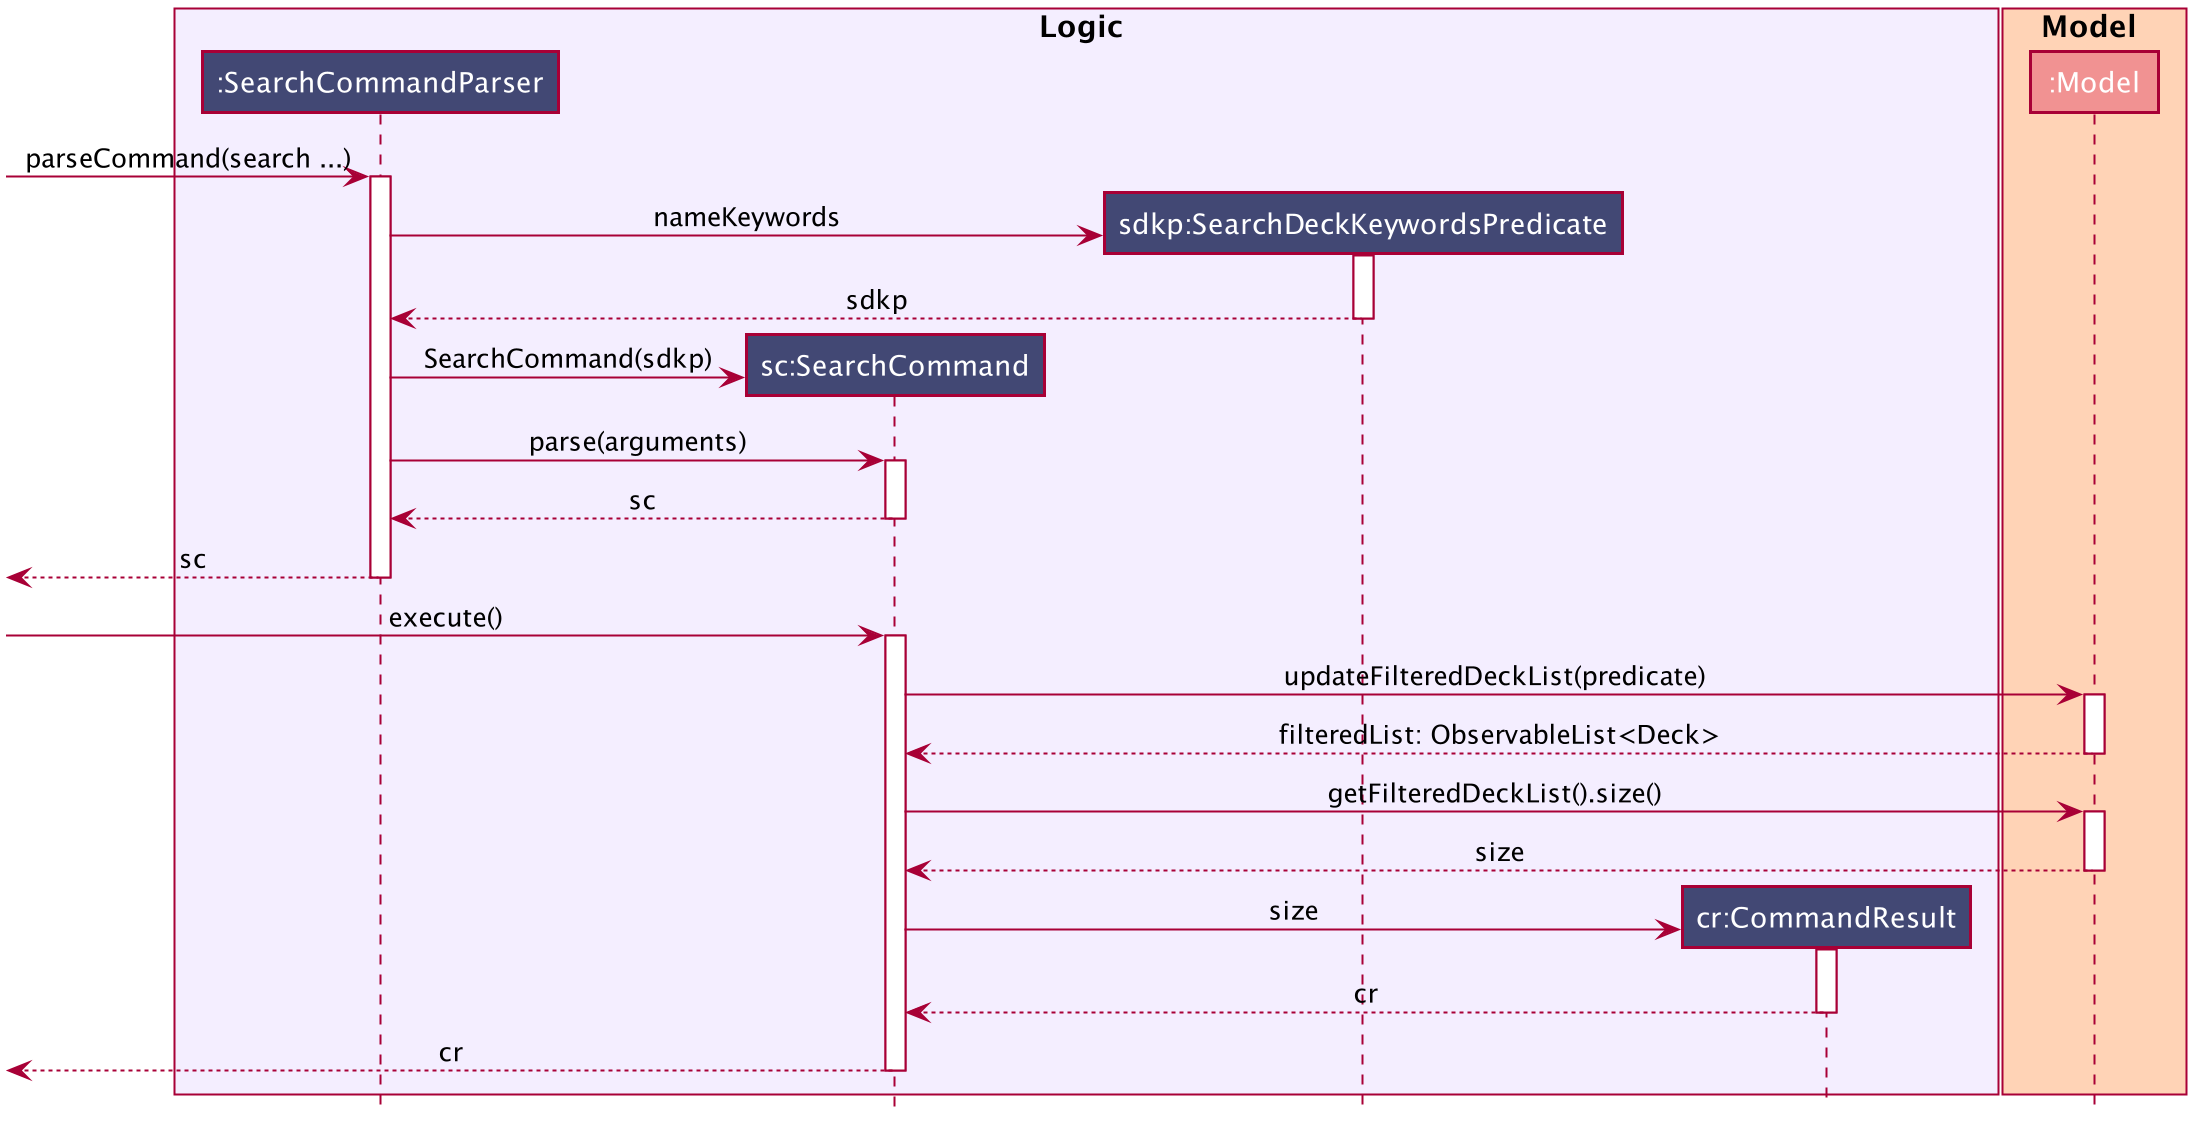 Logic
Model
:SearchCommandParser
:Model
parseCommand(search ...)
nameKeywords
sdkp:SearchDeckKeywordsPredicate
sdkp
SearchCommand(sdkp)
sc:SearchCommand
parse(arguments)
sc
sc
execute()
updateFilteredDeckList(predicate)
filteredList: ObservableList<Deck>
getFilteredDeckList().size()
size
size
cr:CommandResult
cr
cr